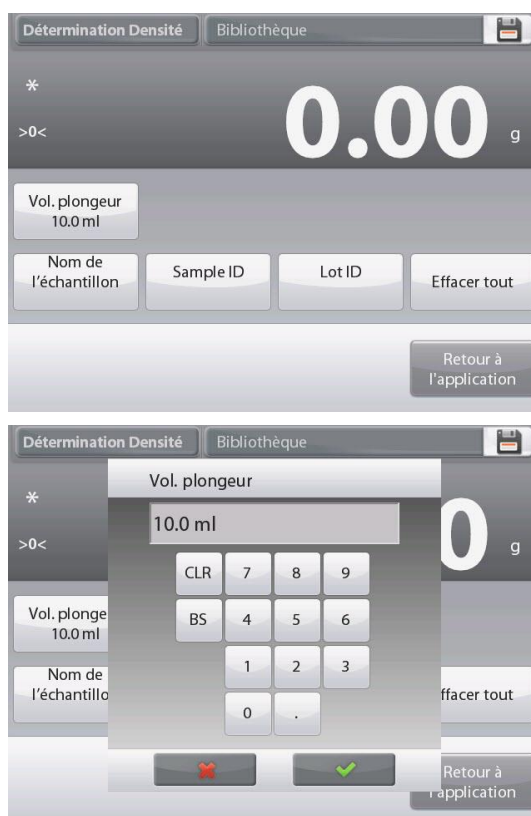 Détermination Densité Bibliothèque
*
0.00 g
>0<
Vol. plongeur
10.0 ml
Nom de
l'échantillon
Sample ID
Lot ID
Effacer tout
Retour à
l'application
Détermination Densité Bibliothèque
Vol. plongeur
*
10.0 ml
0 g
>0<
CLR 7 8 9
BS 4 5 6
1 2 3
0 .
Vol. plonge
10.0 ml
Nom de
l'échantillo
ffacer tout
Retour à
l'application